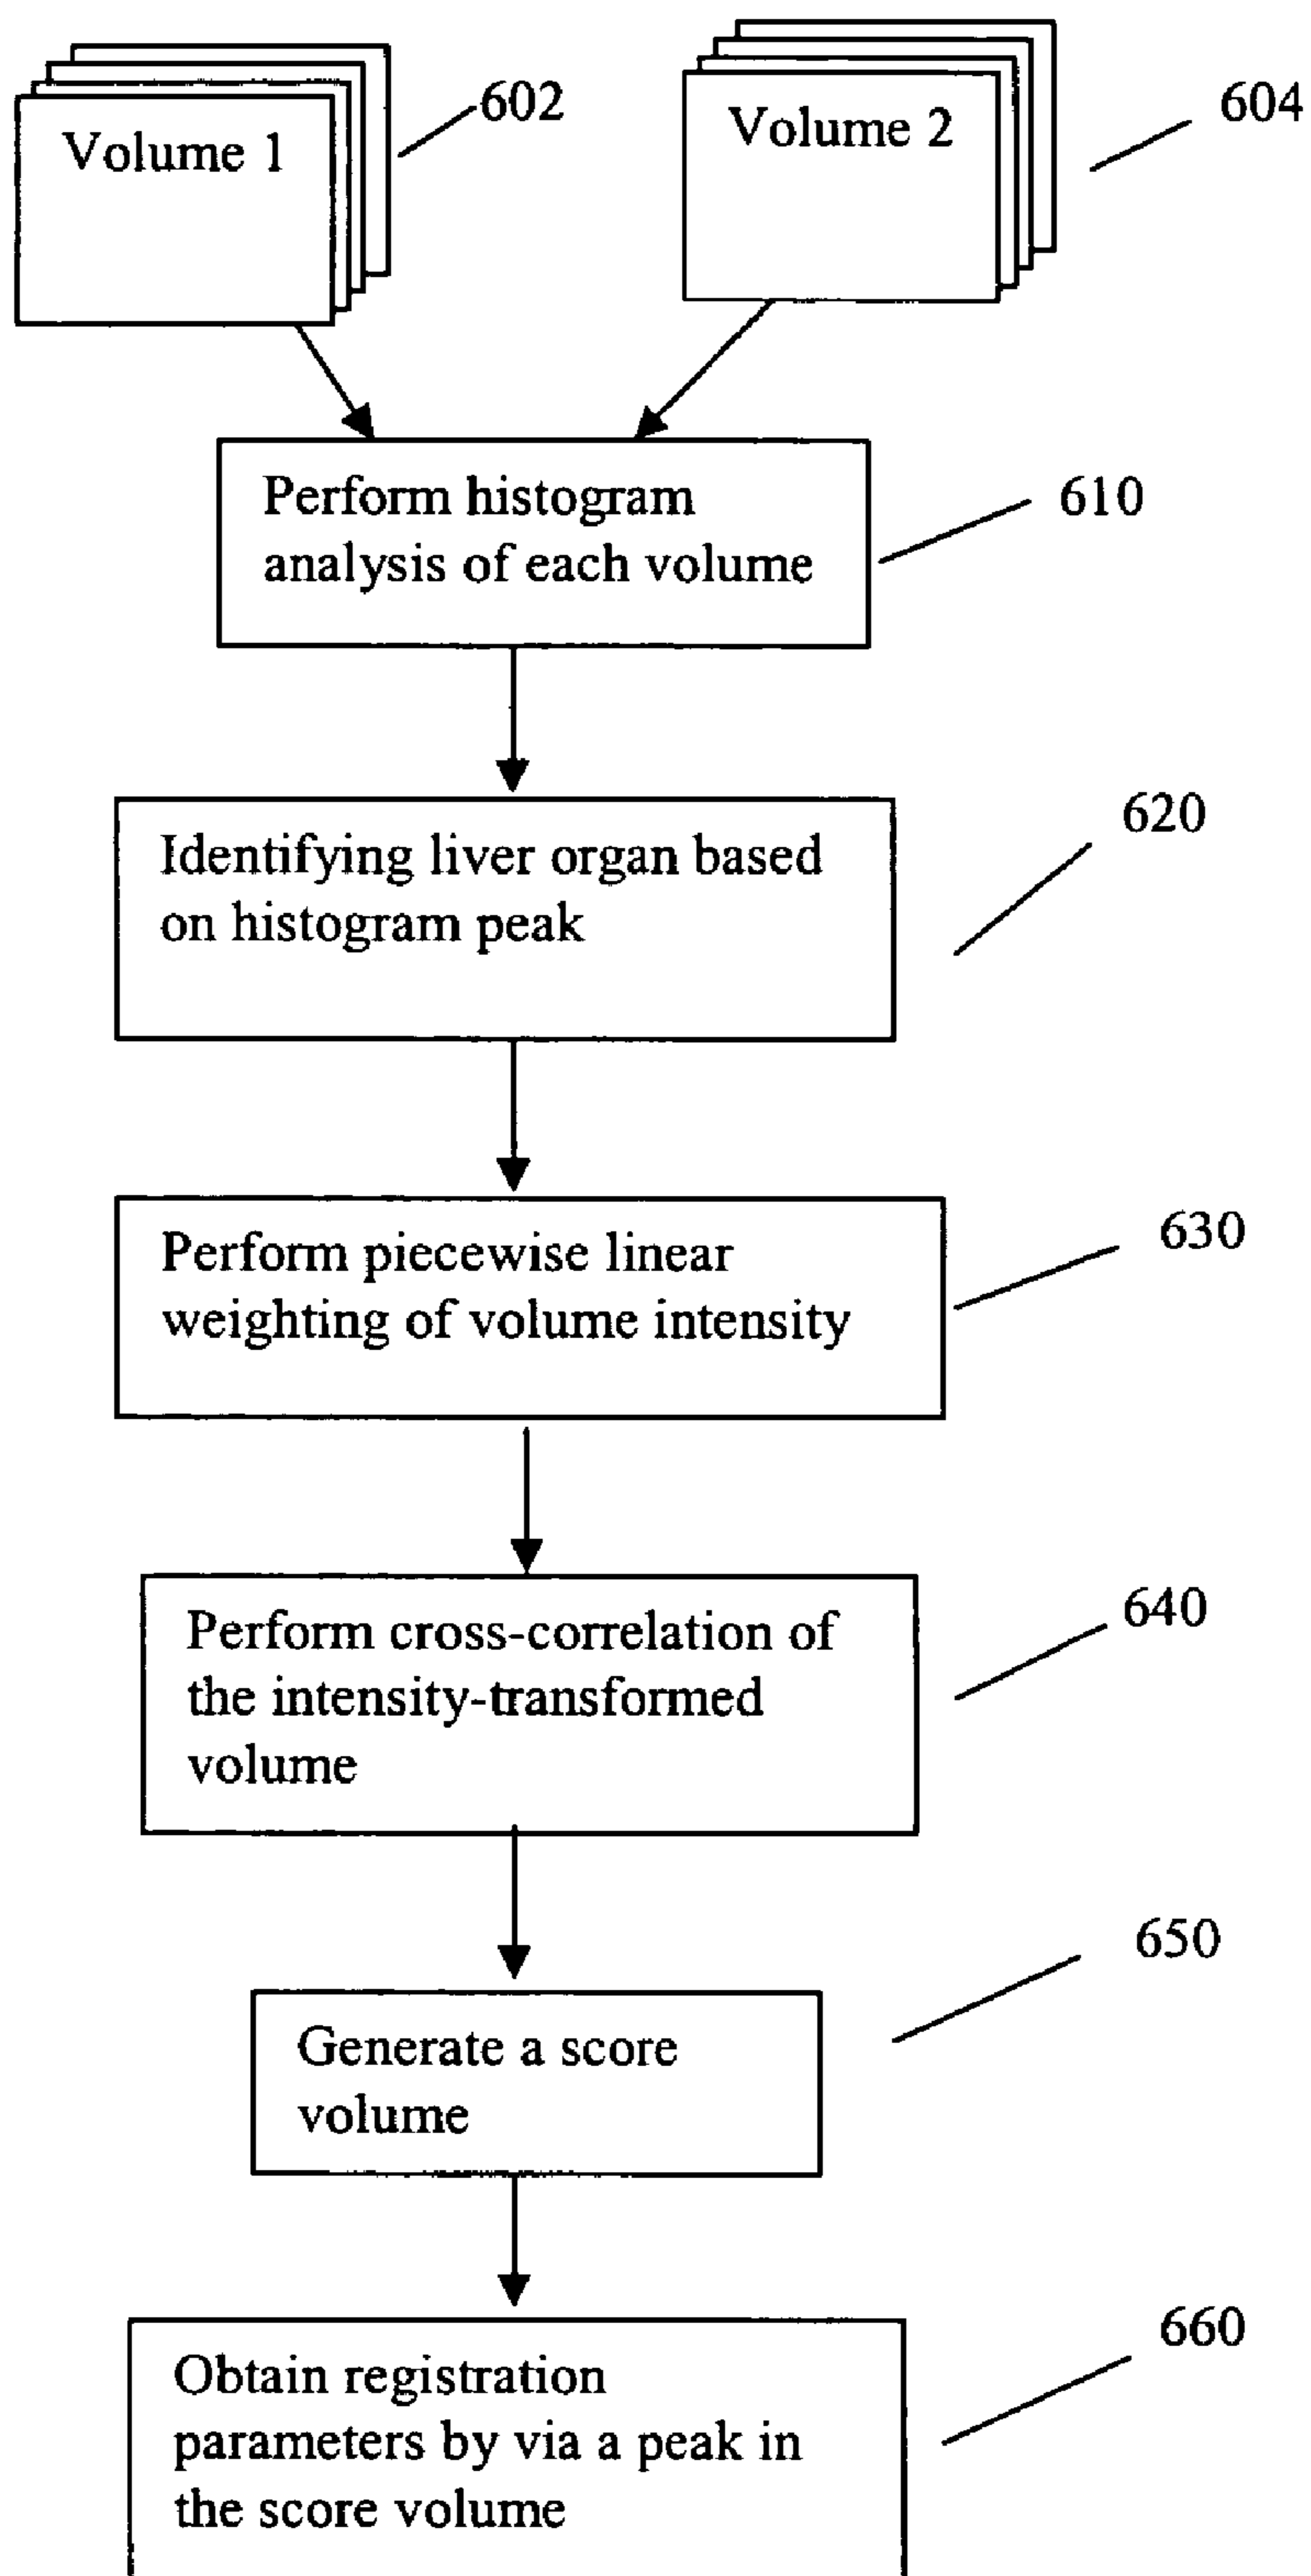 Volume 1
602
Volume 2
604
Perform histogram
analysis of each volume
610
Identifying liver organ based
on histogram peak
620
Perform piecewise linear
weighting of volume intensity
630
Perform cross-correlation of
the intensity-transformed
volume
640
Generate a score
volume
650
Obtain registration
parameters by via a peak in
the score volume
660